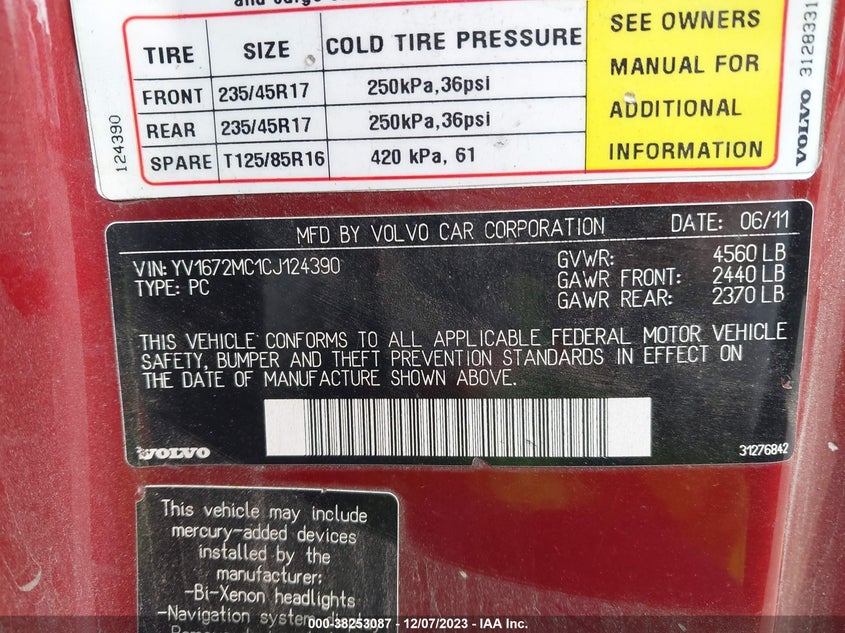 TIRE SIZE COLD TIRE PRESSURE
FRONT 235/45R17 250kPa,36psi
REAR 235/45R17 250kPa,36psi
SPARE T125/85R16 420 kPa, 61
SEE OWNERS
MANUAL FOR
ADDITIONAL
INFORMATION
124390
VOLVO 3128331
MFD BY VOLVO CAR CORPORATION DATE: 06/11
VIN: YV1672MC1CJ124390
TYPE: PC
GVWR: 4560 LB
GAWR FRONT: 2440 LB
GAWR REAR: 2370 LB
THIS VEHICLE CONFORMS TO ALL APPLICABLE FEDERAL MOTOR VEHICLE
SAFETY, BUMPER AND THEFT PREVENTION STANDARDS IN EFFECT ON
THE DATE OF MANUFACTURE SHOWN ABOVE.
VOLVO 31276842
This vehicle may include
mercury-added devices
installed by the
manufacturer:
-Bi-Xenon headlights
-Navigation system display
000-38253087 - 12/07/2023 - IAA Inc.